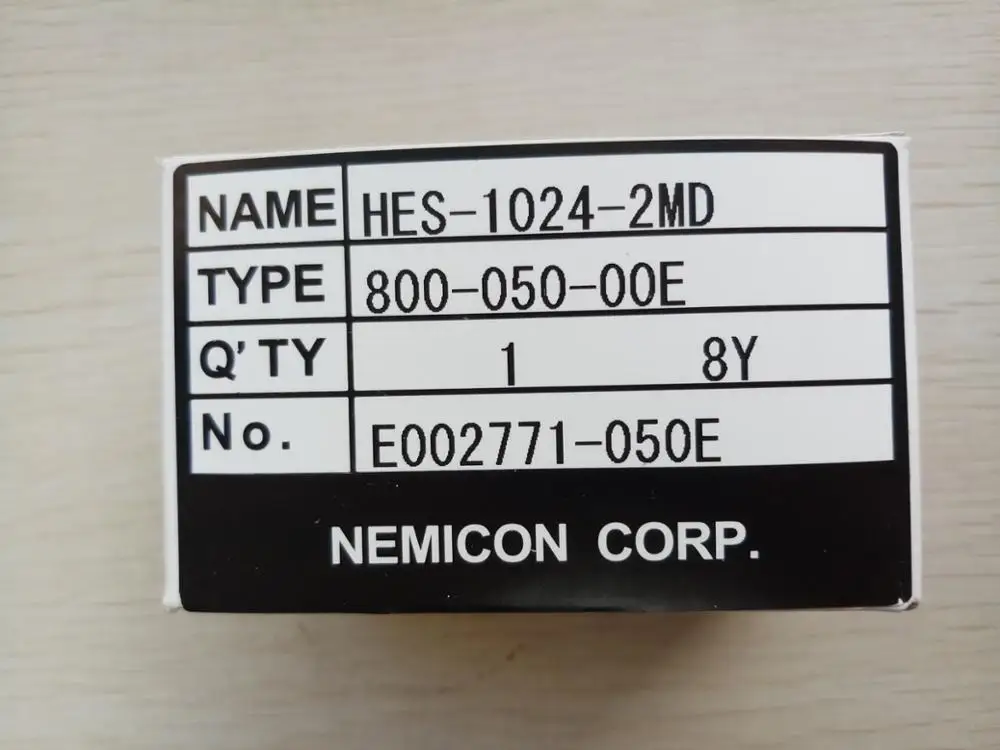 NAME HES-1024-2MD
TYPE 800-050-00E
Q'TY 1 8Y
No. E002771-050E
NEMICON CORP.